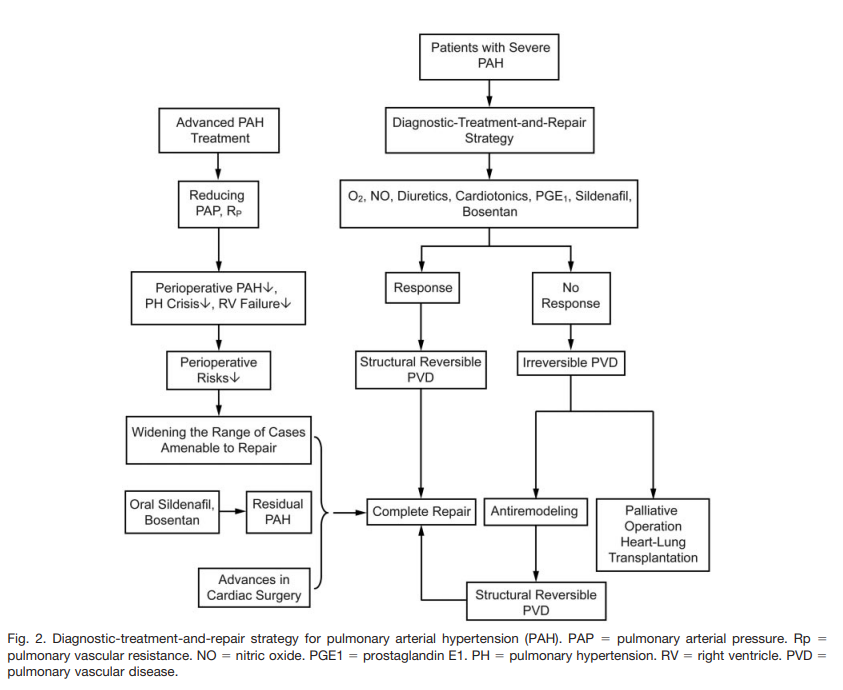 Patients with Severe
PAH
Advanced PAH
Treatment
Diagnostic-Treatment-and-Repair
Strategy
Reducing
PAP, Rₚ
O₂, NO, Diuretics, Cardiotonics, PGE₁, Sildenafil,
Bosentan
Perioperative PAH↓,
PH Crisis↓, RV Failure↓
Response
No
Response
Perioperative
Risks↓
Structural Reversible
PVD
Irreversible PVD
Widening the Range of Cases
Amenable to Repair
Oral Sildenafil,
Bosentan
Residual
PAH
Complete Repair
Antiremodeling
Palliative
Operation
Heart-Lung
Transplantation
Advances in
Cardiac Surgery
Structural Reversible
PVD
Fig. 2. Diagnostic-treatment-and-repair strategy for pulmonary arterial hypertension (PAH). PAP = pulmonary arterial pressure. Rp =
pulmonary vascular resistance. NO = nitric oxide. PGE1 = prostaglandin E1. PH = pulmonary hypertension. RV = right ventricle. PVD =
pulmonary vascular disease.